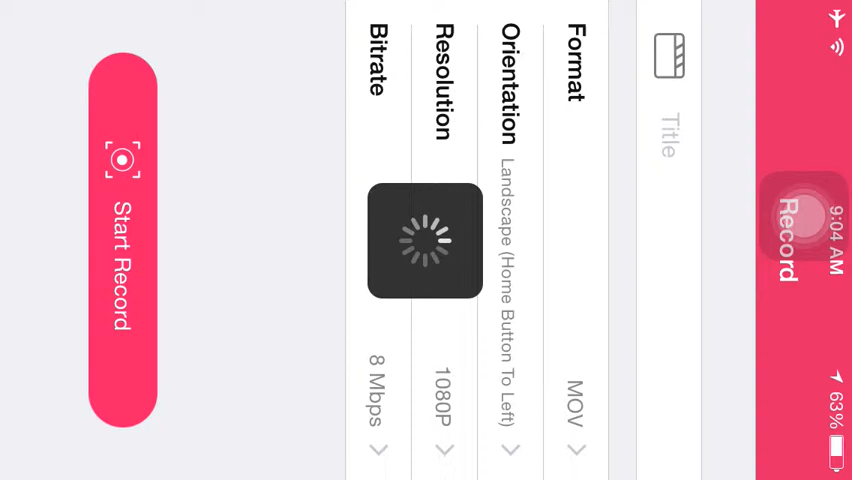 9:04 AM
63%
Record
Title
Format
MOV
Orientation
Landscape (Home Button To Left)
Resolution
1080P
Bitrate
8 Mbps
Start Record